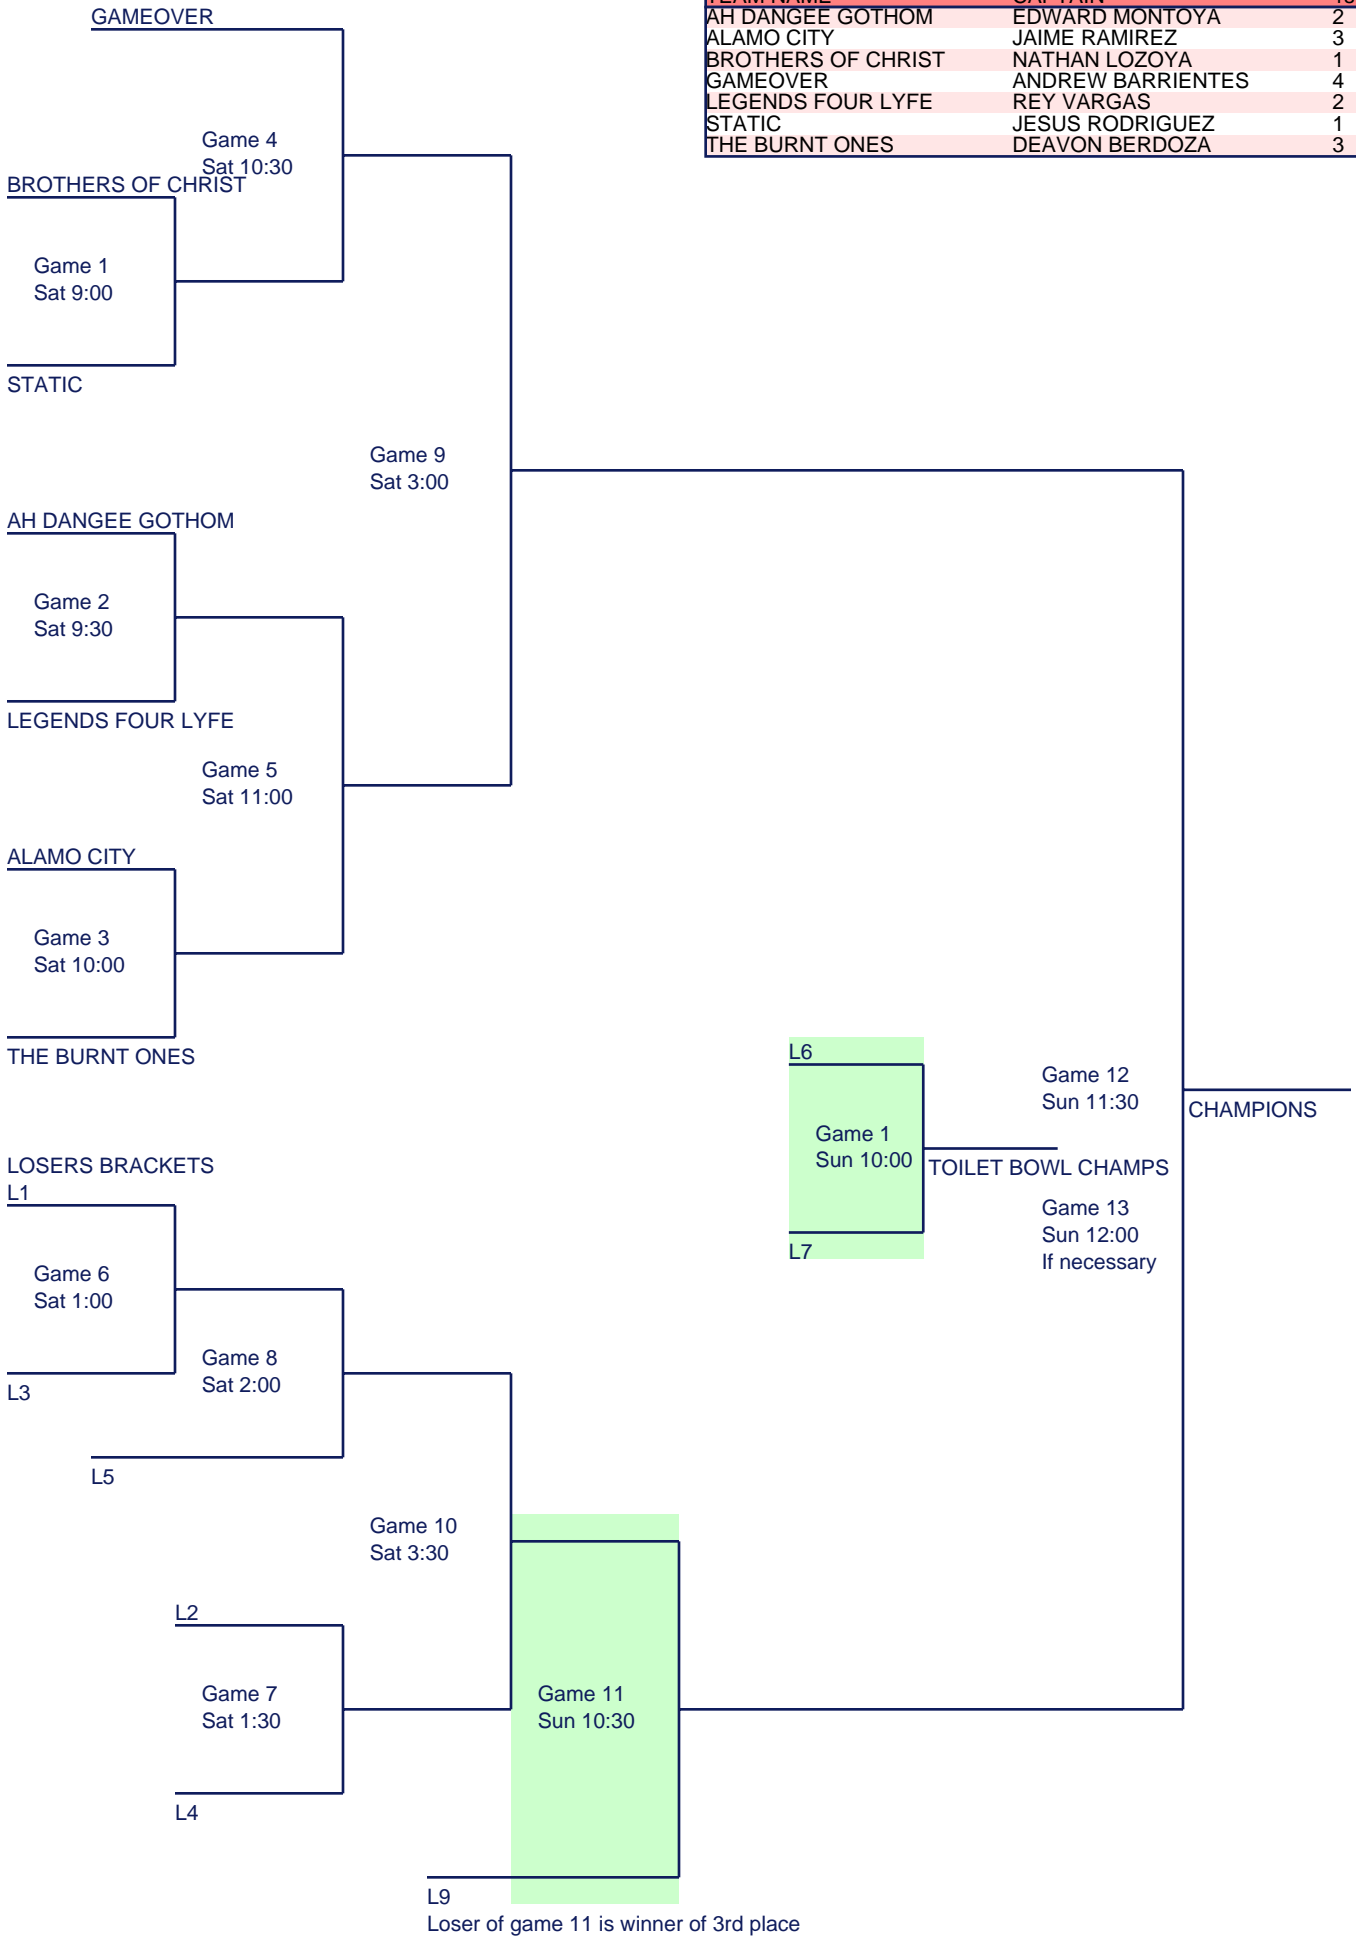 GAMEOVER
TEAM NAME CAPTAIN
AH DANGEE GOTHOM EDWARD MONTOYA 2
ALAMO CITY JAIME RAMIREZ 3
BROTHERS OF CHRIST NATHAN LOZOYA 1
GAMEOVER ANDREW BARRIENTES 4
LEGENDS FOUR LYFE REY VARGAS 2
STATIC JESUS RODRIGUEZ 1
THE BURNT ONES DEAVON BERDOZA 3
Game 4
Sat 10:30
BROTHERS OF CHRIST
Game 1
Sat 9:00
STATIC
Game 9
Sat 3:00
AH DANGEE GOTHOM
Game 2
Sat 9:30
LEGENDS FOUR LYFE
Game 5
Sat 11:00
ALAMO CITY
Game 3
Sat 10:00
THE BURNT ONES
L6
Game 12
Sun 11:30
CHAMPIONS
Game 1
Sun 10:00
TOILET BOWL CHAMPS
LOSERS BRACKETS
L1
Game 13
Sun 12:00
If necessary
L7
Game 6
Sat 1:00
Game 8
Sat 2:00
L3
L5
Game 10
Sat 3:30
L2
Game 7
Sat 1:30
Game 11
Sun 10:30
L4
L9
Loser of game 11 is winner of 3rd place